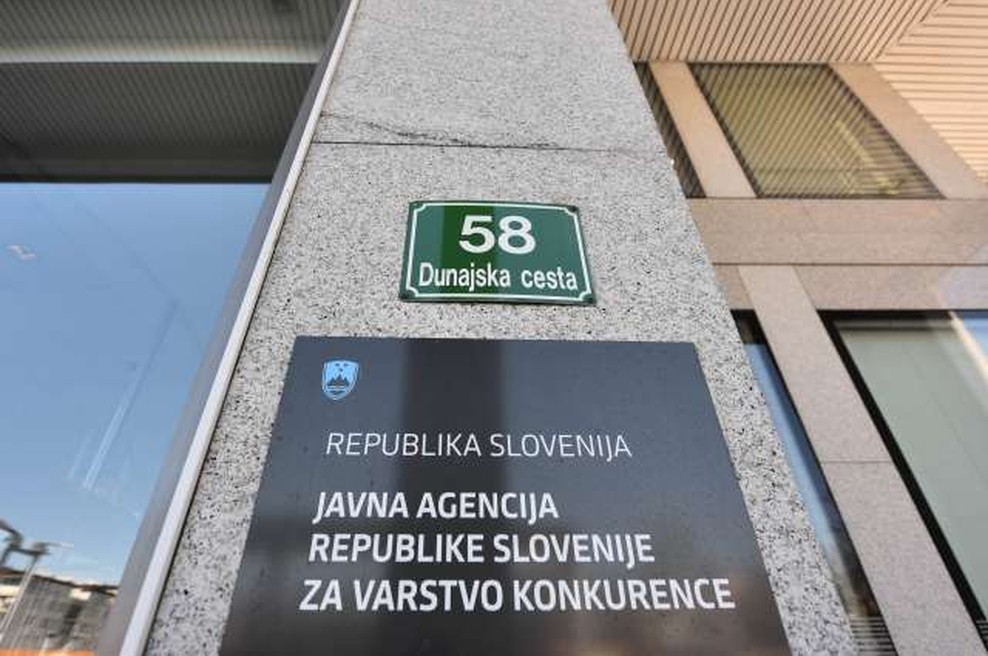 58
Dunajska cesta
REPUBLIKA SLOVENIJA
JAVNA AGENCIJA
REPUBLIKE SLOVENIJE
ZA VARSTVO KONKURENCE